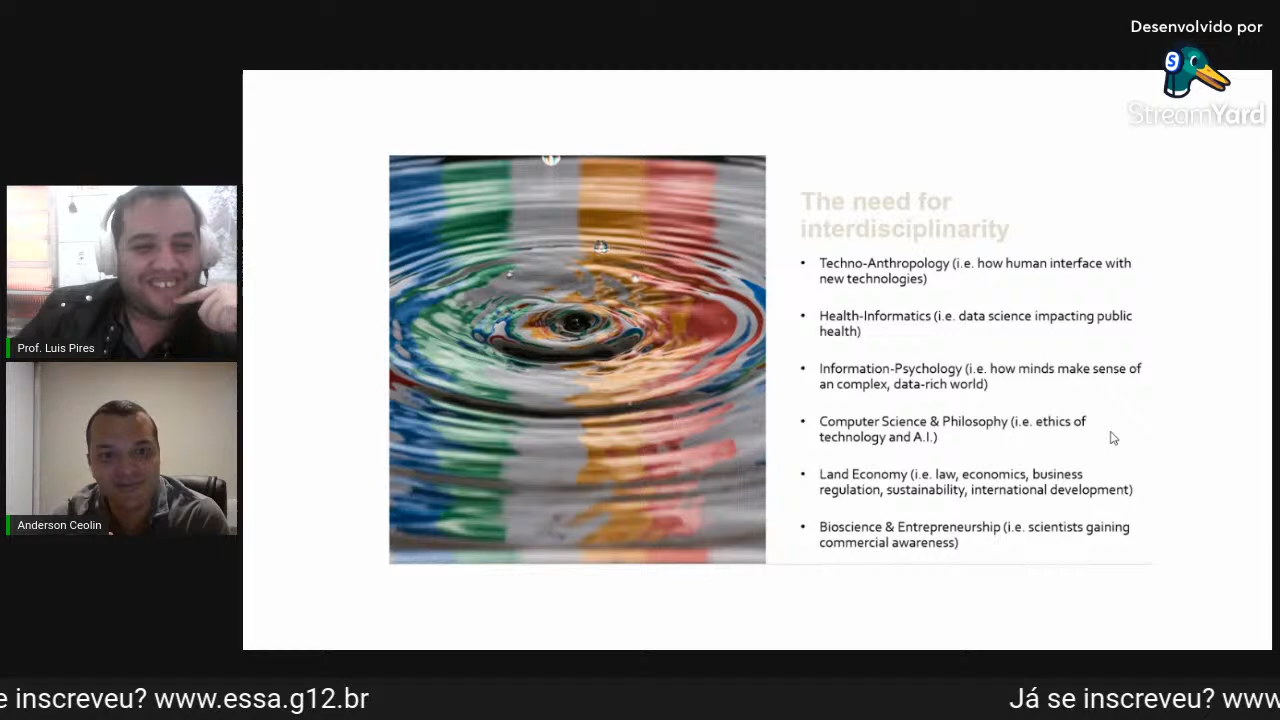 Desenvolvido por
StreamYard
The need for
interdisciplinarity
• Techno-Anthropology (i.e. how human interface with
new technologies)
• Health-Informatics (i.e. data science impacting public
health)
• Information-Psychology (i.e. how minds make sense of
an complex, data-rich world)
• Computer Science & Philosophy (i.e. ethics of
technology and A.I.)
• Land Economy (i.e. law, economics, business
regulation, sustainability, international development)
• Bioscience & Entrepreneurship (i.e. scientists gaining
commercial awareness)
Prof. Luis Pires
Anderson Ceolin
e inscreveu? www.essa.g12.br
Já se inscreveu? www